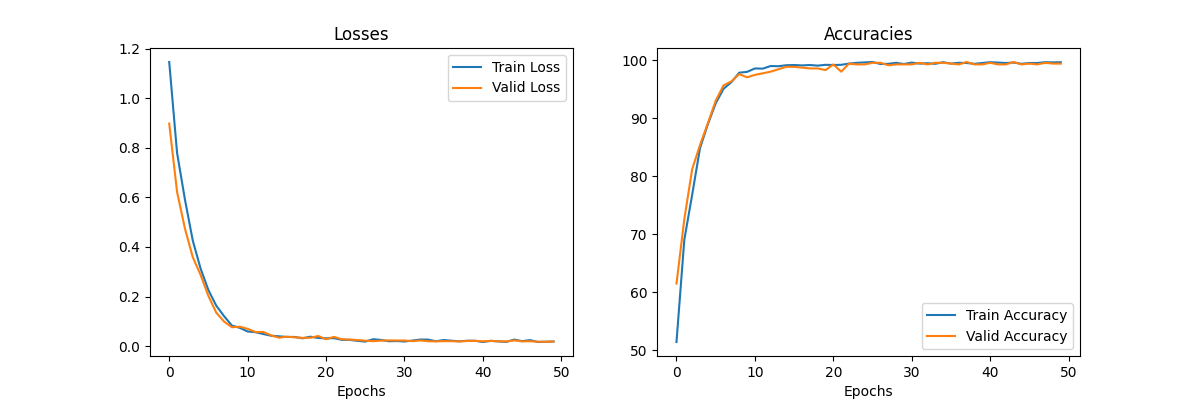 Losses
1.2
1.0
0.8
0.6
0.4
0.2
0.0
0 10 20 30 40 50
Epochs
Train Loss
Valid Loss
Accuracies
100
90
80
70
60
50
0 10 20 30 40 50
Epochs
Train Accuracy
Valid Accuracy